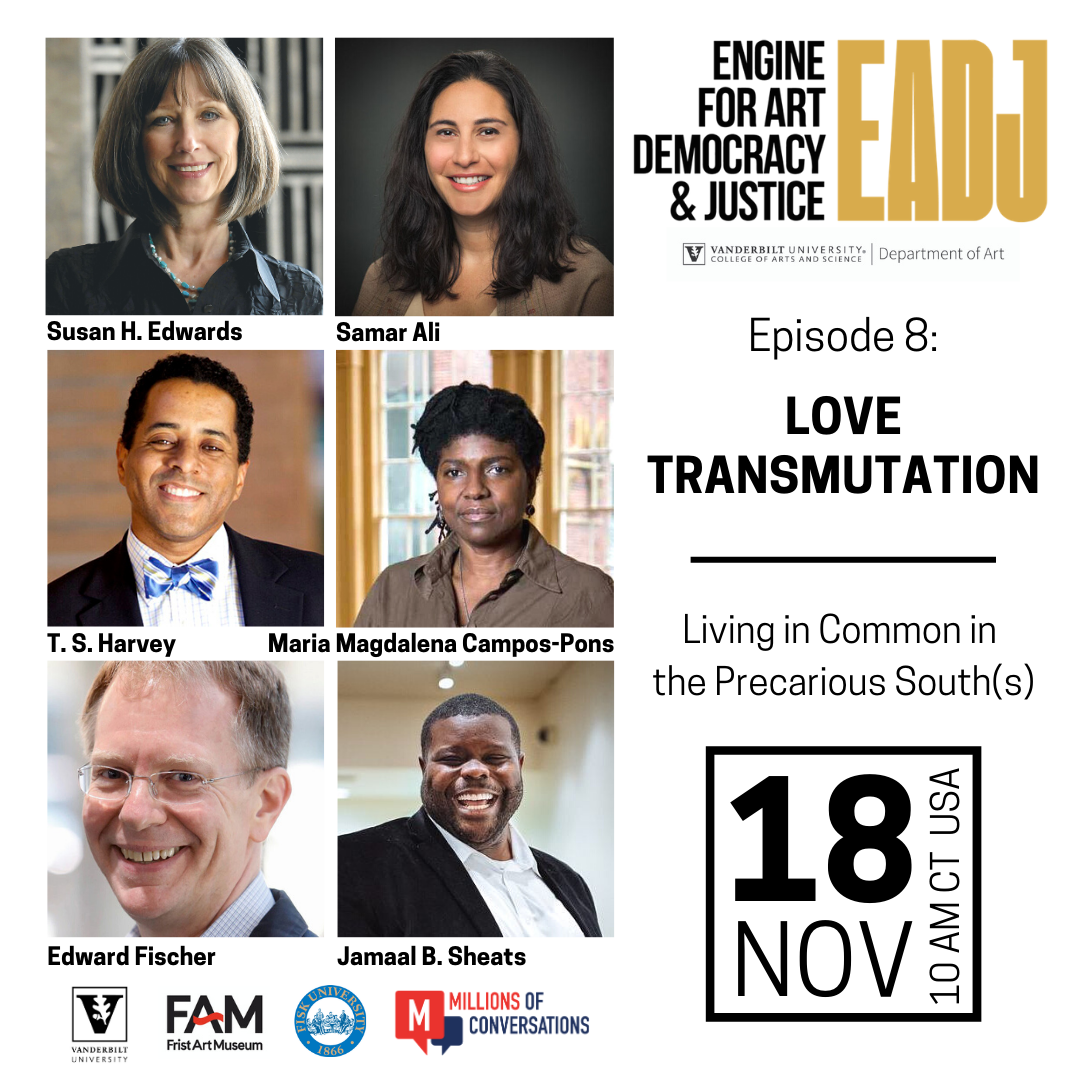 ENGINE
FOR ART
DEMOCRACY
& JUSTICE
EADJ
VANDERBILT UNIVERSITY®
COLLEGE OF ARTS AND SCIENCE
Department of Art
Susan H. Edwards
Samar Ali
T. S. Harvey
Maria Magdalena Campos-Pons
Edward Fischer
Jamaal B. Sheats
Episode 8:
LOVE
TRANSMUTATION
Living in Common in
the Precarious South(s)
18
NOV
10 AM CT USA
VANDERBILT
UNIVERSITY
FAM
Frist Art Museum
FISK UNIVERSITY
1866
M
MILLIONS OF
CONVERSATIONS